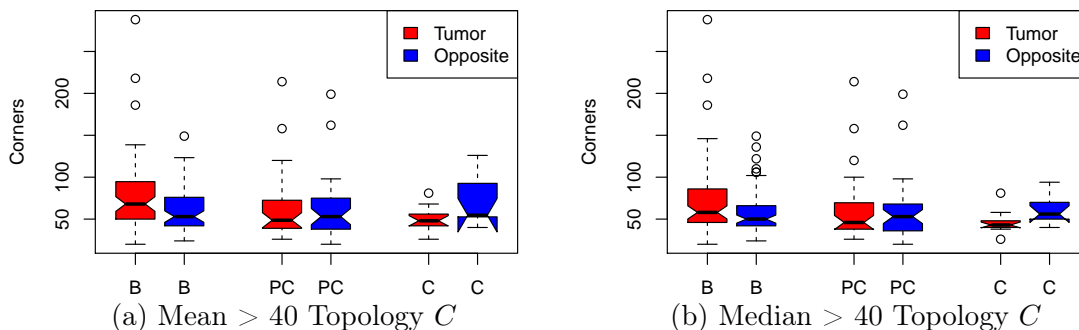 Corners
200
100
50
Tumor
Opposite
B B PC PC C C
(a) Mean > 40 Topology C
Corners
200
100
50
Tumor
Opposite
B B PC PC C C
(b) Median > 40 Topology C